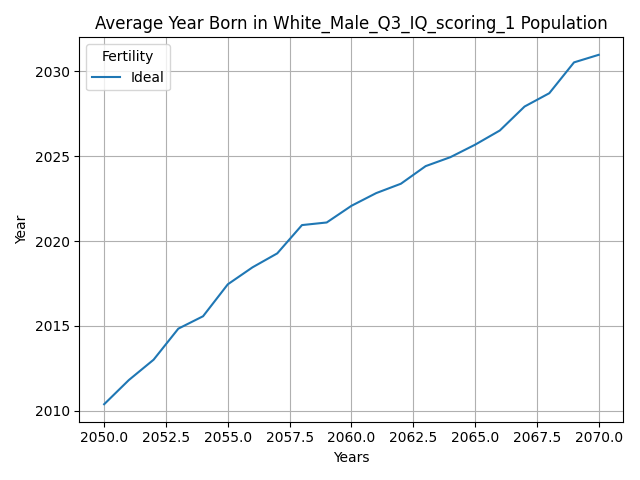 Average Year Born in White_Male_Q3_IQ_scoring_1 Population
Fertility
Ideal
2030
2025
2020
2015
2010
Year
2050.0 2052.5 2055.0 2057.5 2060.0 2062.5 2065.0 2067.5 2070.0
Years